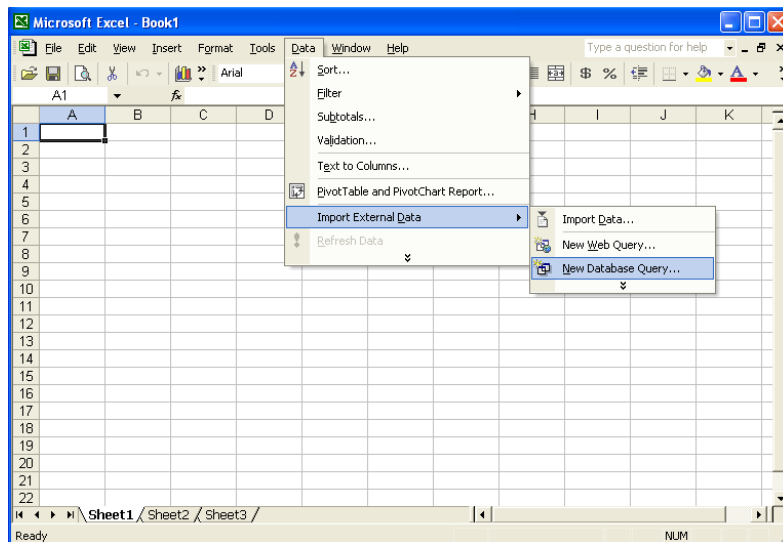 Microsoft Excel - Book1
File Edit View Insert Format Tools Data Window Help Type a question for help
Arial $ %
A1 fx
A B C D H I J K
Sort...
Filter
Subtotals...
Validation...
Text to Columns...
PivotTable and PivotChart Report...
Import External Data
Refresh Data
Import Data...
New Web Query...
New Database Query...
1
2
3
4
5
6
7
8
9
10
11
12
13
14
15
16
17
18
19
20
21
22
Sheet1 Sheet2 Sheet3
Ready NUM